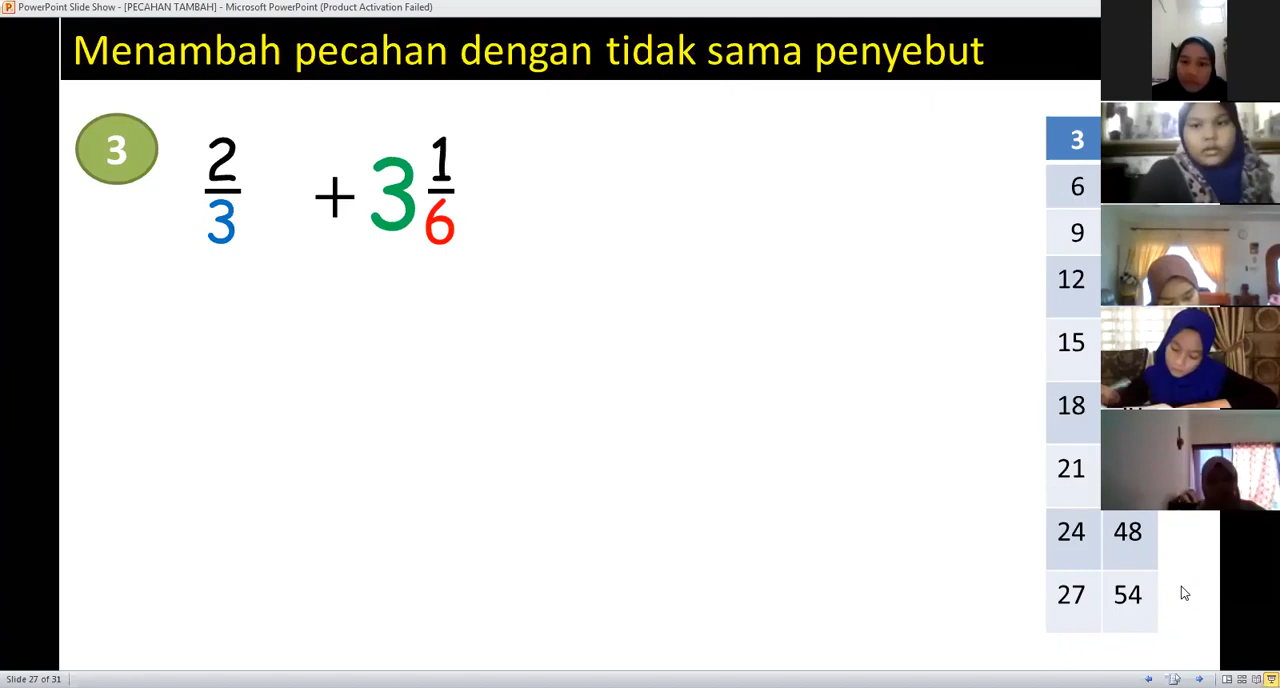 PowerPoint Slide Show - [PECAHAN TAMBAH] - Microsoft PowerPoint (Product Activation Failed)
Menambah pecahan dengan tidak sama penyebut
3
2/3 + 3 1/6
3
6
9
12
15
18
21
24 48
27 54
Slide 27 of 31